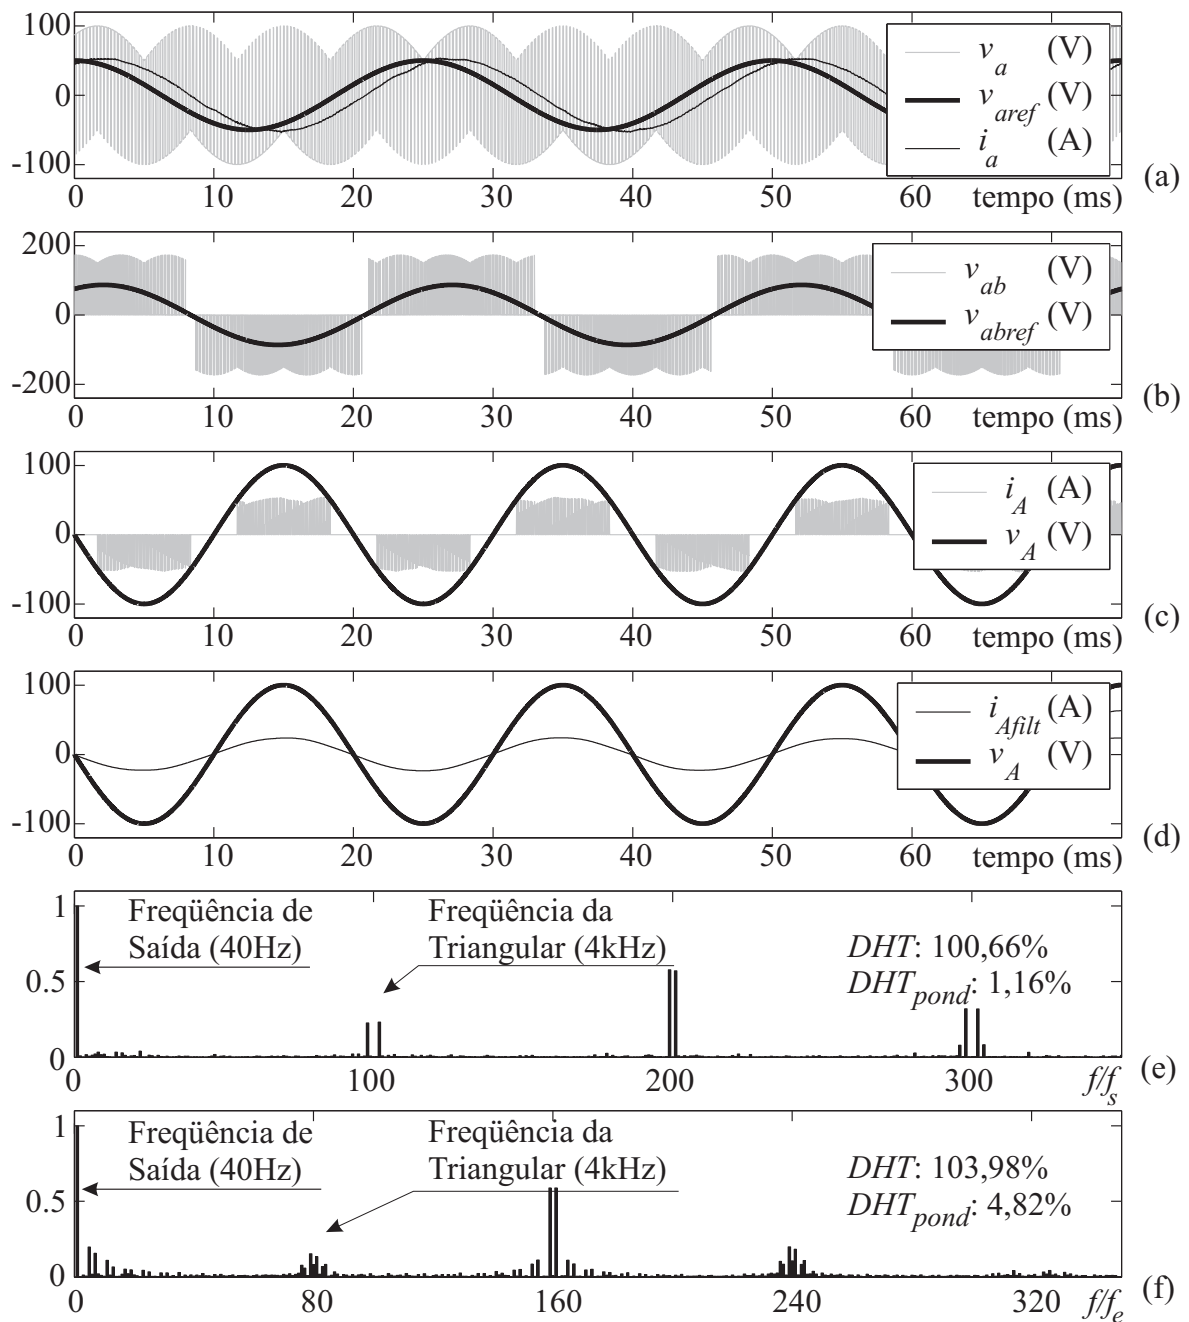 100
0
-100
v_a (V)
v_aref (V)
i_a (A)
0 10 20 30 40 50 60 tempo (ms)
(a)
200
0
-200
v_ab (V)
v_abref (V)
0 10 20 30 40 50 60 tempo (ms)
(b)
100
0
-100
i_A (A)
v_A (V)
0 10 20 30 40 50 60 tempo (ms)
(c)
100
0
-100
i_Afilt (A)
v_A (V)
0 10 20 30 40 50 60 tempo (ms)
(d)
1
0.5
0
Freqüência de
Saída (40Hz)
Freqüência da
Triangular (4kHz)
DHT: 100,66%
DHT_pond: 1,16%
0 100 200 300 f/f_s
(e)
1
0.5
0
Freqüência de
Saída (40Hz)
Freqüência da
Triangular (4kHz)
DHT: 103,98%
DHT_pond: 4,82%
0 80 160 240 320 f/f_e
(f)